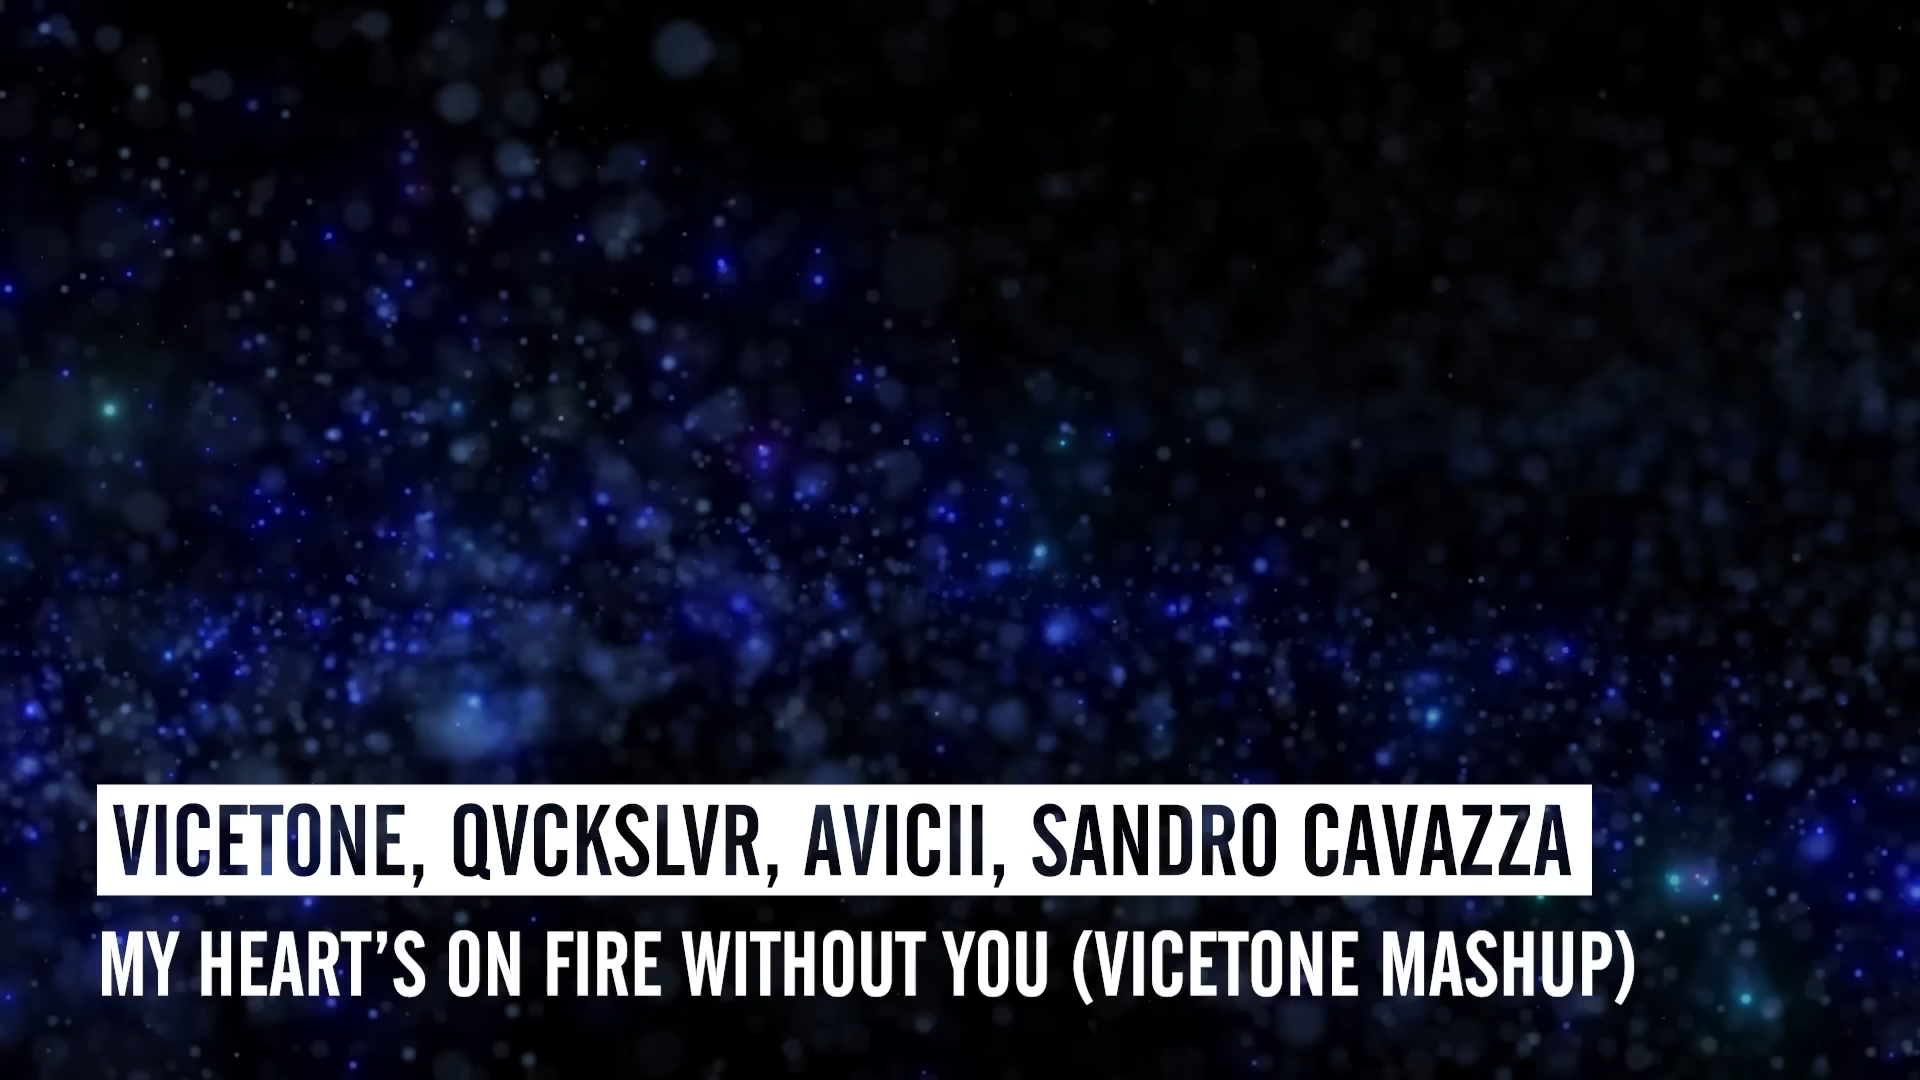 VICETONE, QVCKSLVR, AVICII, SANDRO CAVAZZA
MY HEART’S ON FIRE WITHOUT YOU (VICETONE MASHUP)